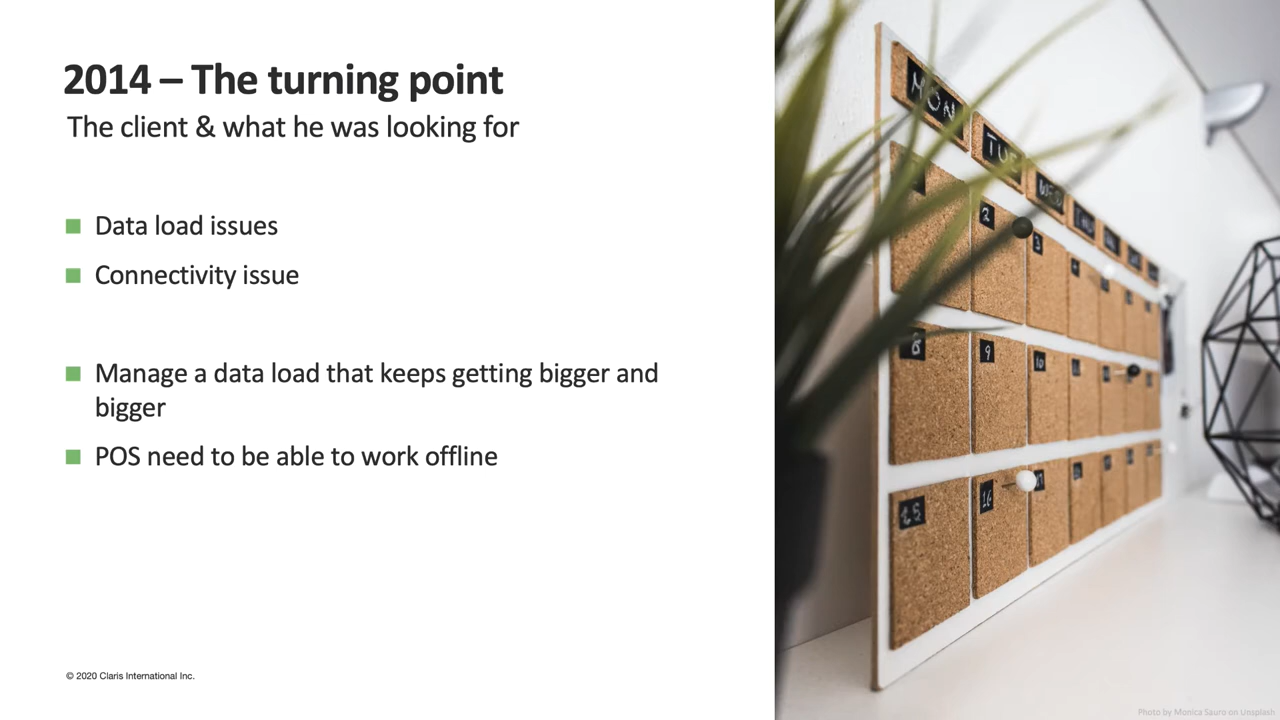 2014 – The turning point
The client & what he was looking for
Data load issues
Connectivity issue
Manage a data load that keeps getting bigger and
bigger
POS need to be able to work offline
© 2020 Claris International Inc.
MON
TUE
WED
2
3
8
9
10
15
16
17
Photo by Monica Sauro on Unsplash